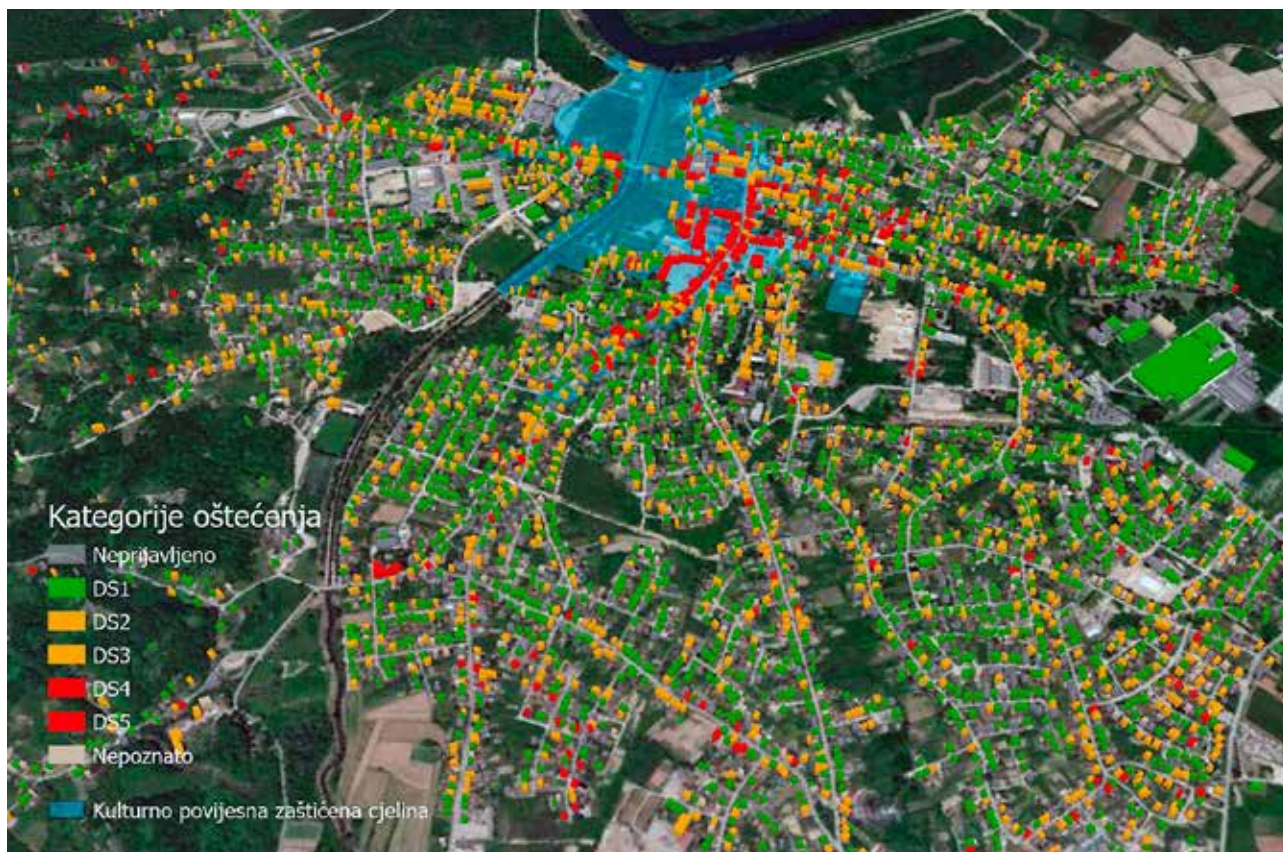 Kategorije oštećenja
Neprijavljeno
DS1
DS2
DS3
DS4
DS5
Nepoznato
Kulturno povijesna zaštićena cjelina